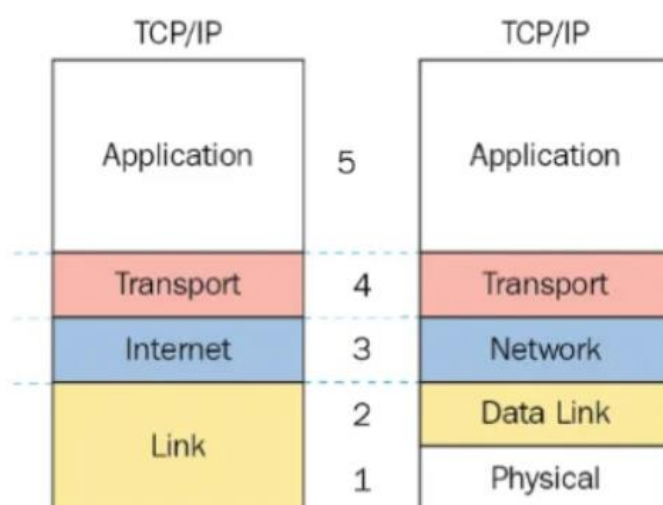 TCP/IP TCP/IP
Application 5 Application
Transport 4 Transport
Internet 3 Network
2 Data Link
Link
1 Physical